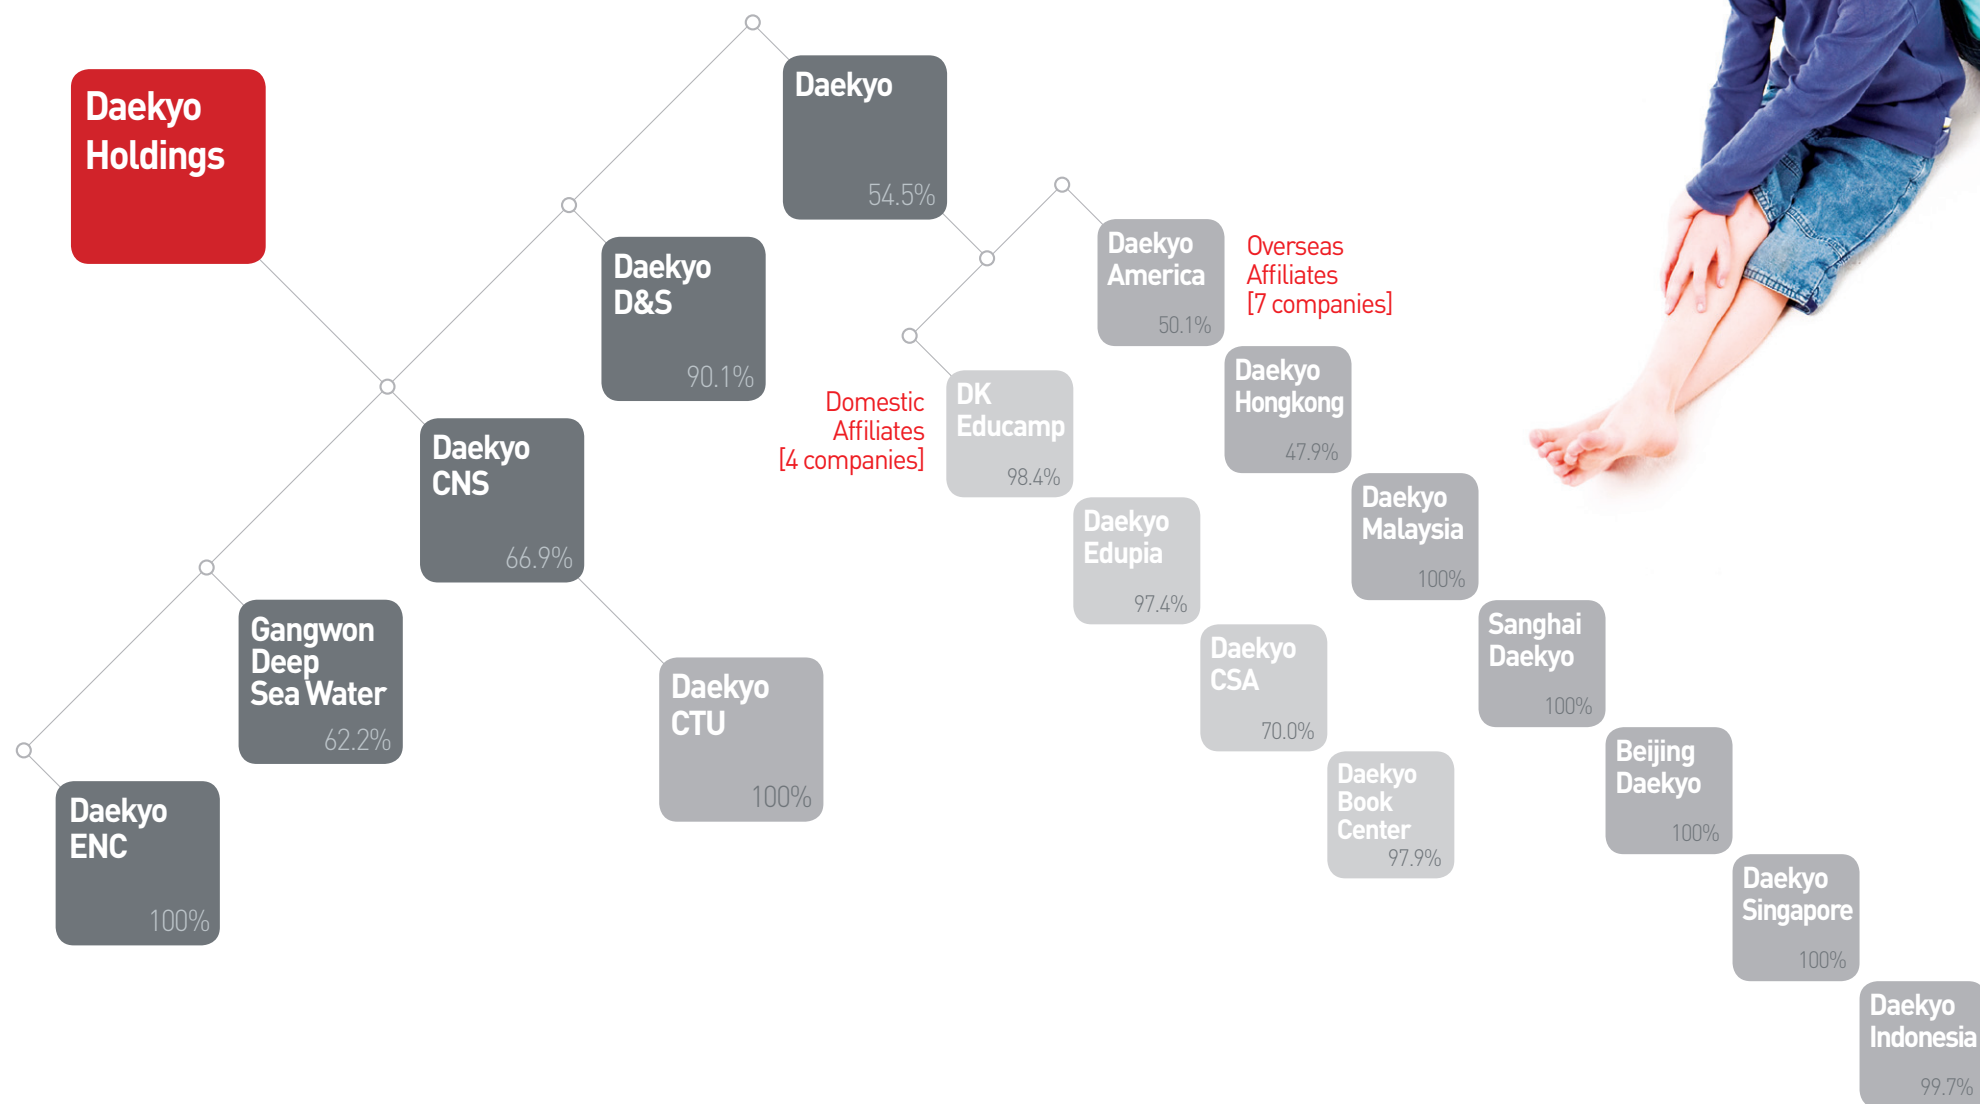 Daekyo
Holdings
Daekyo
54.5%
Daekyo
D&S
90.1%
Daekyo
CNS
66.9%
Gangwon
Deep
Sea Water
62.2%
Daekyo
ENC
100%
Daekyo
CTU
100%
Domestic
Affiliates
[4 companies]
DK
Educamp
98.4%
Daekyo
Edupia
97.4%
Daekyo
CSA
70.0%
Daekyo
Book
Center
97.9%
Daekyo
America
50.1%
Overseas
Affiliates
[7 companies]
Daekyo
Hongkong
47.9%
Daekyo
Malaysia
100%
Sanghai
Daekyo
100%
Beijing
Daekyo
100%
Daekyo
Singapore
100%
Daekyo
Indonesia
99.7%